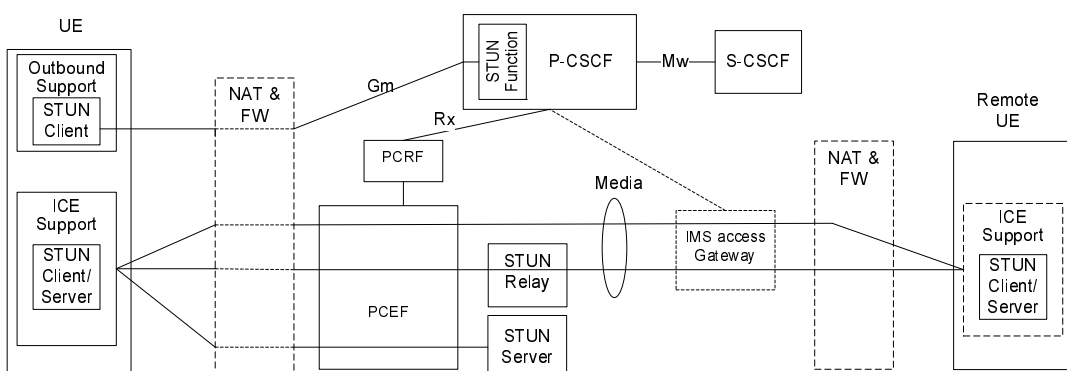 UE
Outbound
Support
STUN
Client
NAT &
FW
Gm
STUN
Function
P-CSCF
Mw
S-CSCF
Rx
PCRF
Remote
UE
NAT &
FW
Media
ICE
Support
STUN
Client/
Server
IMS access
Gateway
STUN
Relay
PCEF
STUN
Server
ICE
Support
STUN
Client/
Server